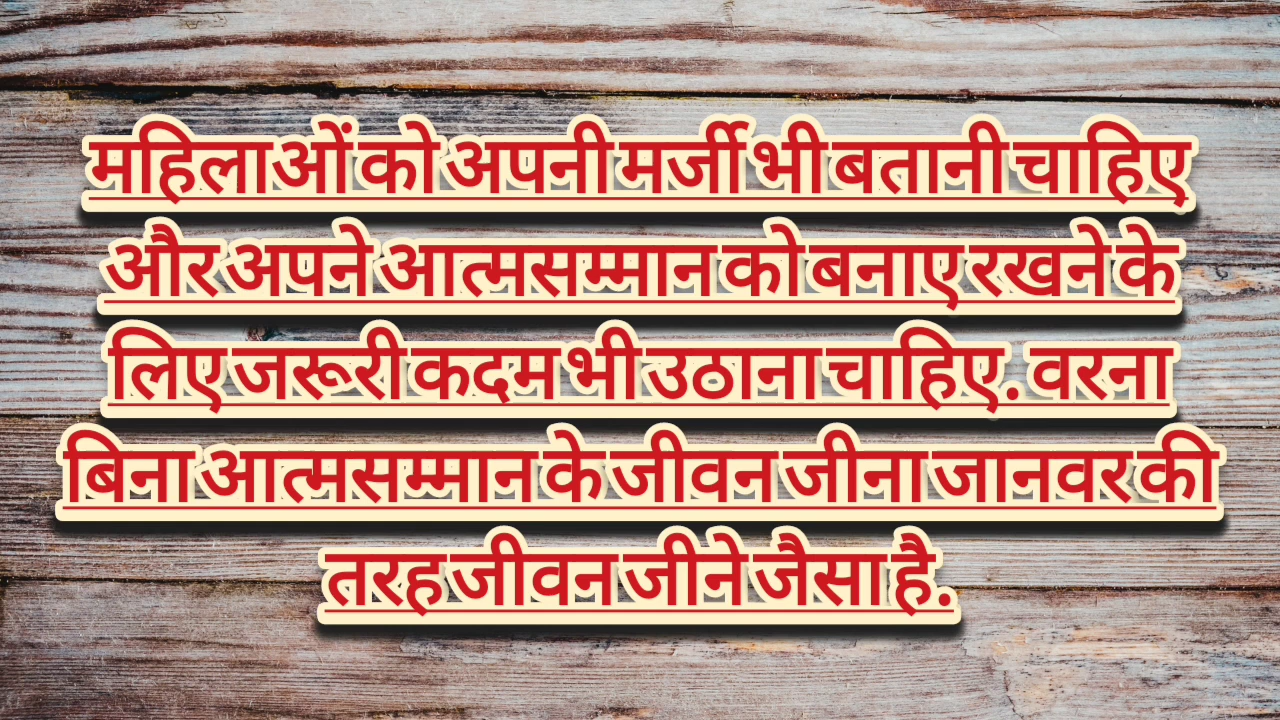 महिलाओं को अपनी मर्जी भी बतानी चाहिए
और अपने आत्मसम्मान को बनाए रखने के
लिए जरूरी कदम भी उठाना चाहिए. वरना
बिना आत्मसम्मान के जीवन जीना जानवर की
तरह जीवन जीने जैसा है.